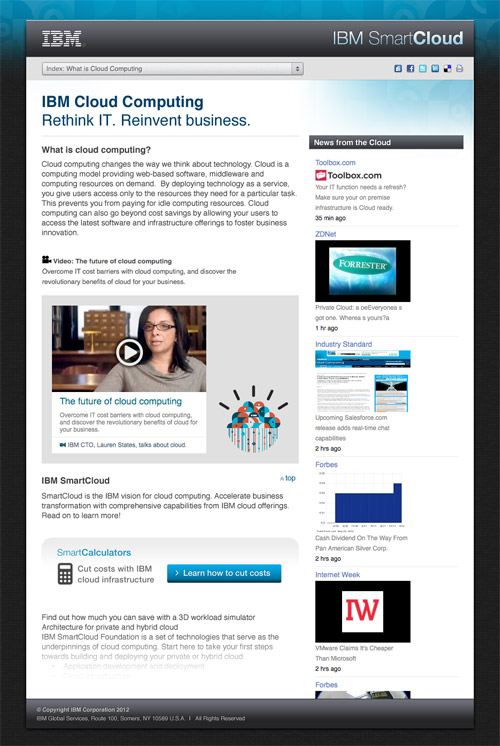 IBM
IBM SmartCloud
Index: What is Cloud Computing
IBM Cloud Computing
Rethink IT. Reinvent business.
What is cloud computing?
Cloud computing changes the way we think about technology. Cloud is a
computing model providing web-based software, middleware and
computing resources on demand. By deploying technology as a service,
you give users access only to the resources they need for a particular task.
This prevents you from paying for idle computing resources. Cloud
computing can also go beyond cost savings by allowing your users to
access the latest software and infrastructure offerings to foster business
innovation.
Video: The future of cloud computing
Overcome IT cost barriers with cloud computing, and discover the
revolutionary benefits of cloud for your business.
The future of cloud computing
Overcome IT cost barriers with cloud computing,
and discover the revolutionary benefits of cloud for
your business.
IBM CTO, Lauren States, talks about cloud.
IBM SmartCloud
top
SmartCloud is the IBM vision for cloud computing. Accelerate business
transformation with comprehensive capabilities from IBM cloud offerings.
Read on to learn more!
SmartCalculators
Cut costs with IBM
cloud infrastructure
Learn how to cut costs
Find out how much you can save with a 3D workload simulator
Architecture for private and hybrid cloud
IBM SmartCloud Foundation is a set of technologies that serve as the
underpinnings of cloud computing. Start here to take your first steps
towards building and deploying your private or hybrid cloud.
Application development and deployment
Cloud infrastructure
News from the Cloud
Toolbox.com
Toolbox.com
Your IT function needs a refresh?
Make sure your on premise
infrastructure is Cloud ready.
35 min ago
ZDNet
FORRESTER
Private Cloud: a oeEveryonea s
got one. Wherea s yours?a
1 hr ago
Industry Standard
Upcoming Salesforce.com
release adds real-time chat
capabilities
2 hrs ago
Forbes
Cash Dividend On The Way From
Pan American Silver Corp.
2 hrs ago
Internet Week
IW
VMware Claims It's Cheaper
Than Microsoft
2 hrs ago
Forbes
© Copyright IBM Corporation 2012
IBM Global Services, Route 100, Somers, NY 10589 U.S.A. | All Rights Reserved